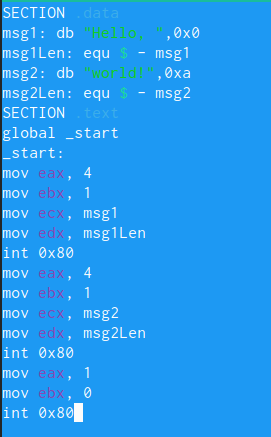 SECTION .data
msg1: db "Hello, ",0x0
msg1Len: equ $ - msg1
msg2: db "world!",0xa
msg2Len: equ $ - msg2
SECTION .text
global _start
_start:
mov eax, 4
mov ebx, 1
mov ecx, msg1
mov edx, msg1Len
int 0x80
mov eax, 4
mov ebx, 1
mov ecx, msg2
mov edx, msg2Len
int 0x80
mov eax, 1
mov ebx, 0
int 0x80